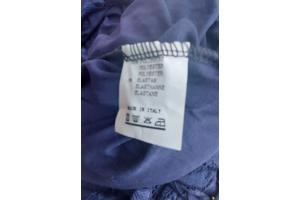 POLYESTER
POLYESTER
ELASTAN
ELASTHANNE
ELASTANE
MADE IN ITALY